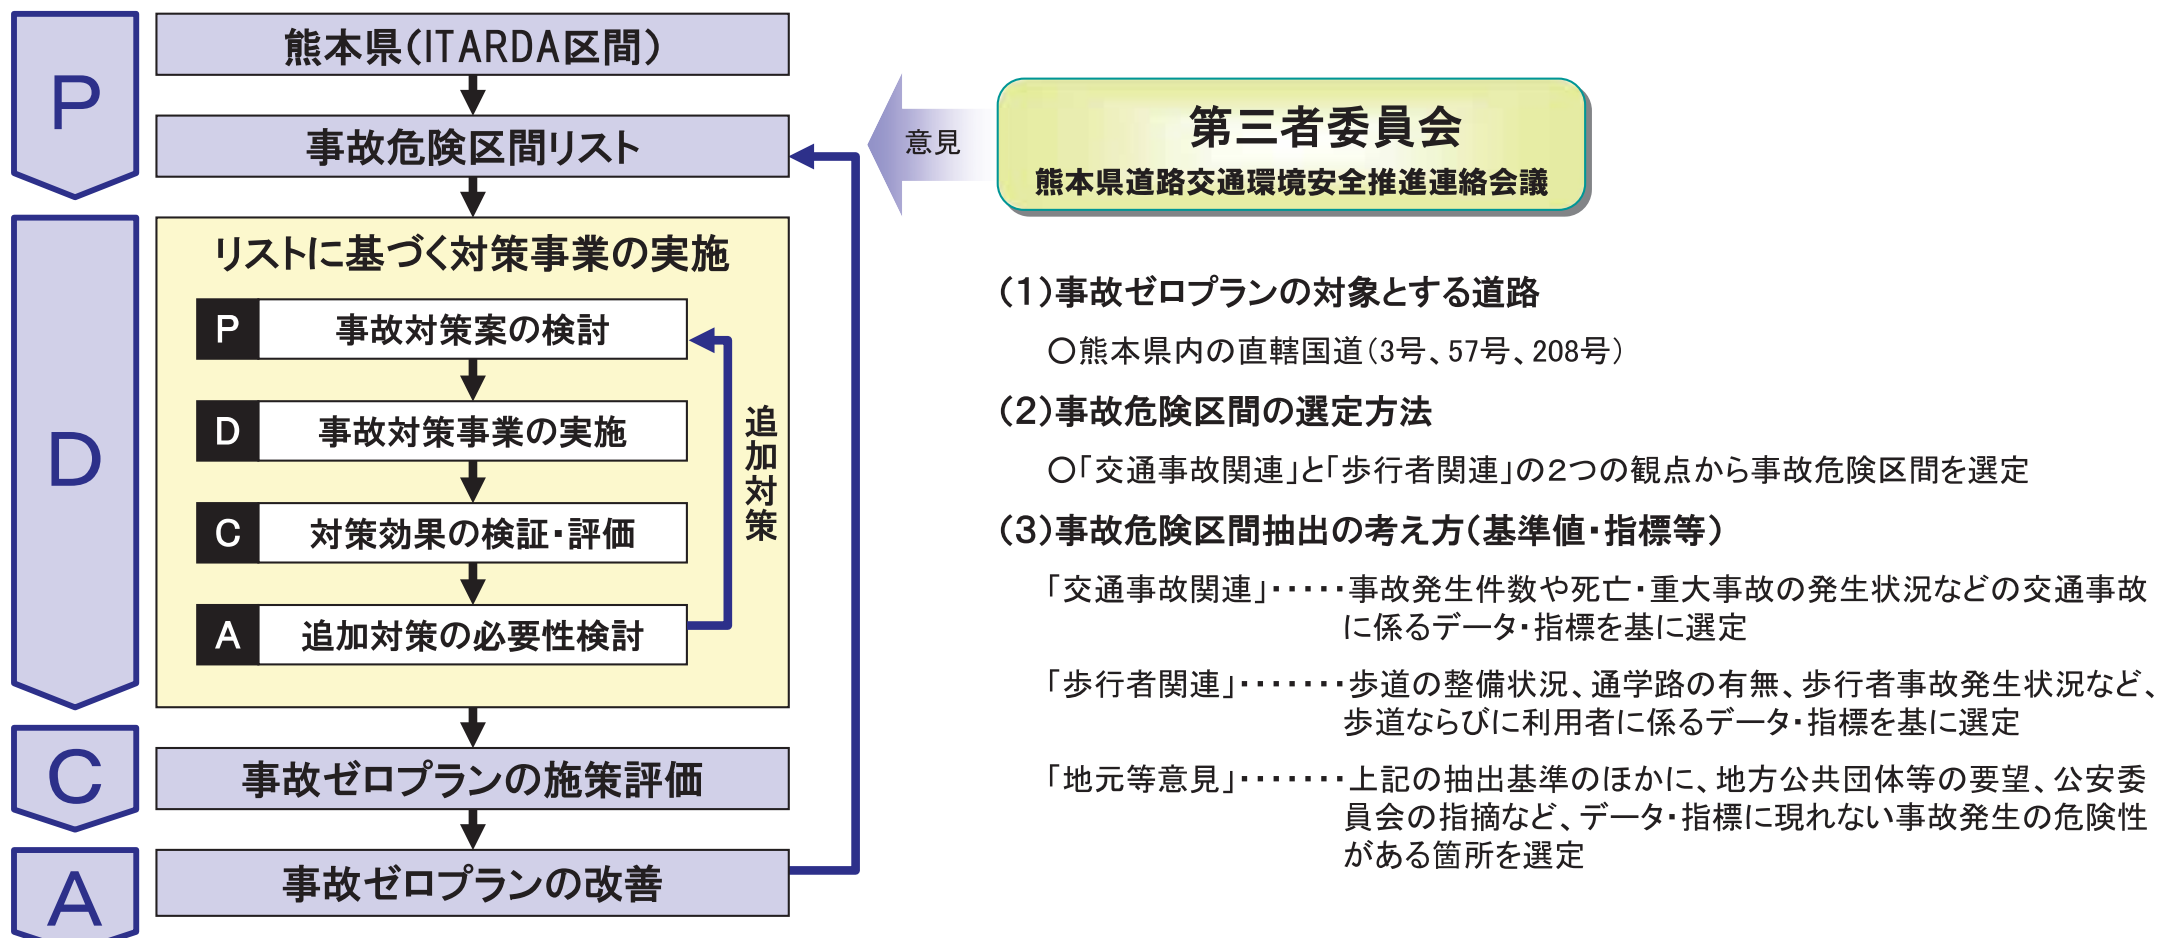 P
熊本県（ITARDA区間）
事故危険区間リスト
D
リストに基づく対策事業の実施
P
事故対策案の検討
D
事故対策事業の実施
C
対策効果の検証・評価
A
追加対策の必要性検討
追加対策
C
事故ゼロプランの施策評価
A
事故ゼロプランの改善
意見
第三者委員会
熊本県道路交通環境安全推進連絡会議
（1）事故ゼロプランの対象とする道路
○熊本県内の直轄国道（3号、57号、208号）
（2）事故危険区間の選定方法
○「交通事故関連」と「歩行者関連」の２つの観点から事故危険区間を選定
（3）事故危険区間抽出の考え方（基準値・指標等）
「交通事故関連」・・・・・事故発生件数や死亡・重大事故の発生状況などの交通事故
に係るデータ・指標を基に選定
「歩行者関連」・・・・・・・歩道の整備状況、通学路の有無、歩行者事故発生状況など、
歩道ならびに利用者に係るデータ・指標を基に選定
「地元等意見」・・・・・・・上記の抽出基準のほかに、地方公共団体等の要望、公安委
員会の指摘など、データ・指標に現れない事故発生の危険性
がある箇所を選定